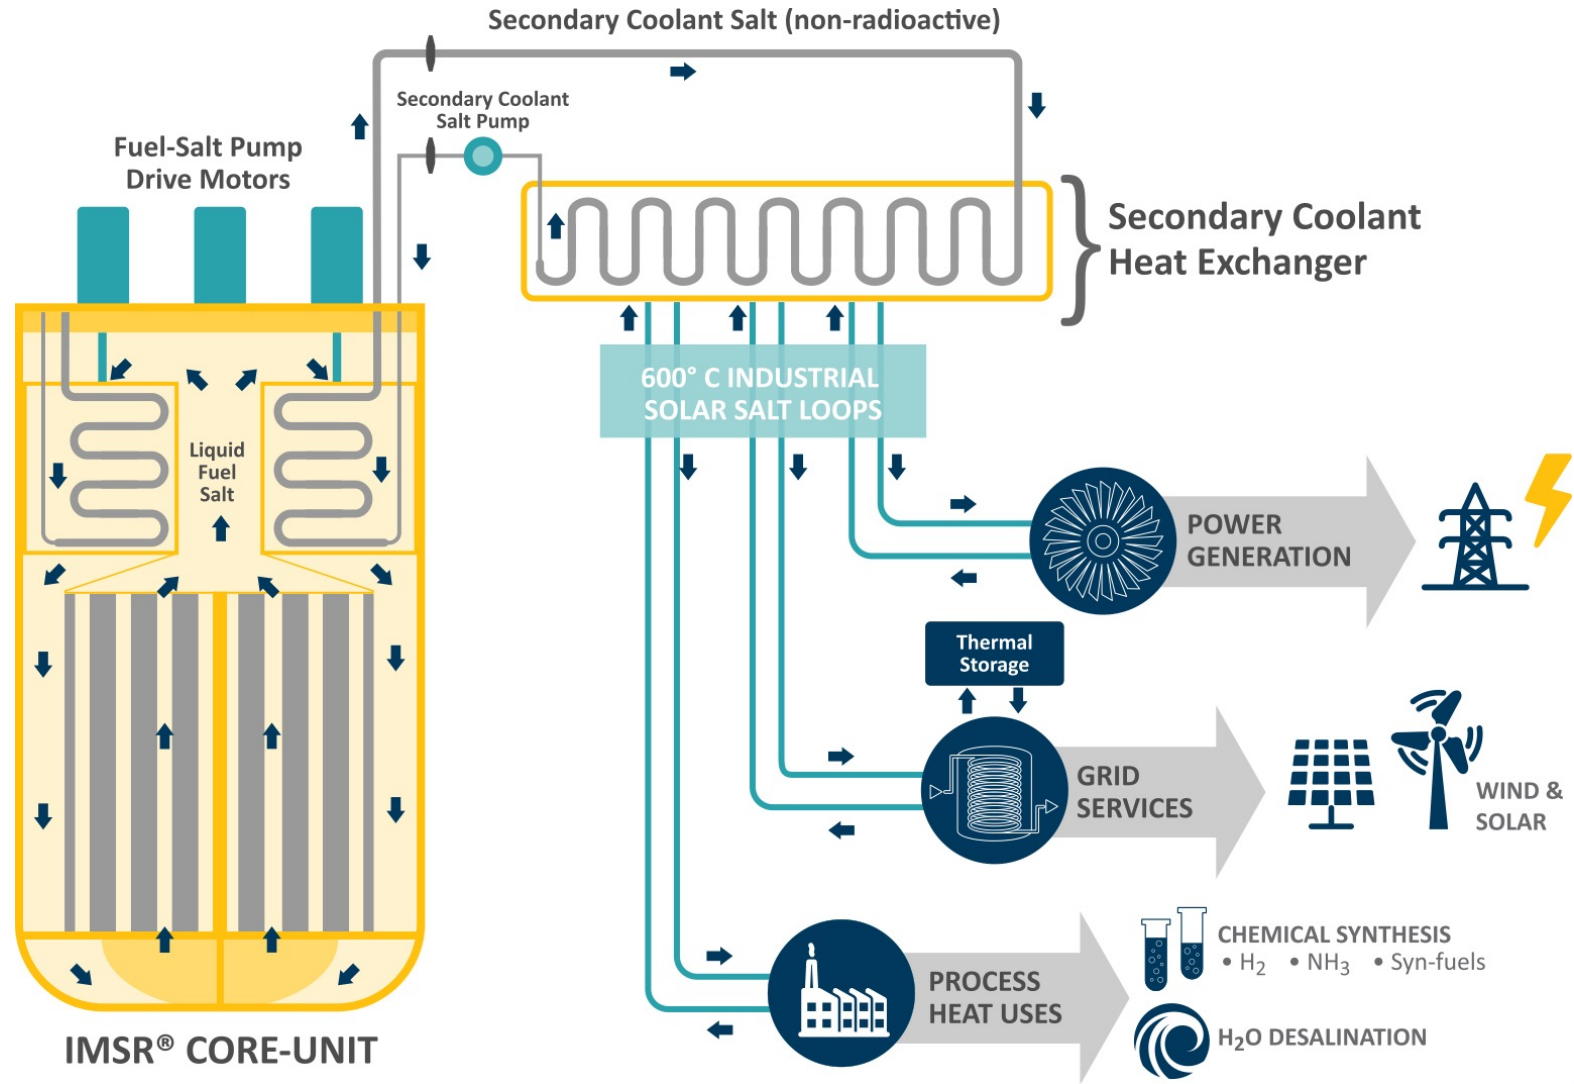 Secondary Coolant Salt (non-radioactive)
Secondary Coolant
Salt Pump
Fuel-Salt Pump
Drive Motors
Secondary Coolant
Heat Exchanger
600° C INDUSTRIAL
SOLAR SALT LOOPS
Liquid
Fuel
Salt
POWER
GENERATION
Thermal
Storage
GRID
SERVICES
WIND &
SOLAR
PROCESS
HEAT USES
CHEMICAL SYNTHESIS
• H₂ • NH₃ • Syn-fuels
H₂O DESALINATION
IMSR® CORE-UNIT